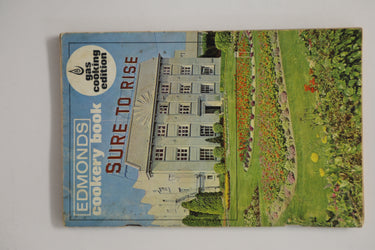 gas
cooking
edition
EDMONDS
cookery book
SURE TO RISE